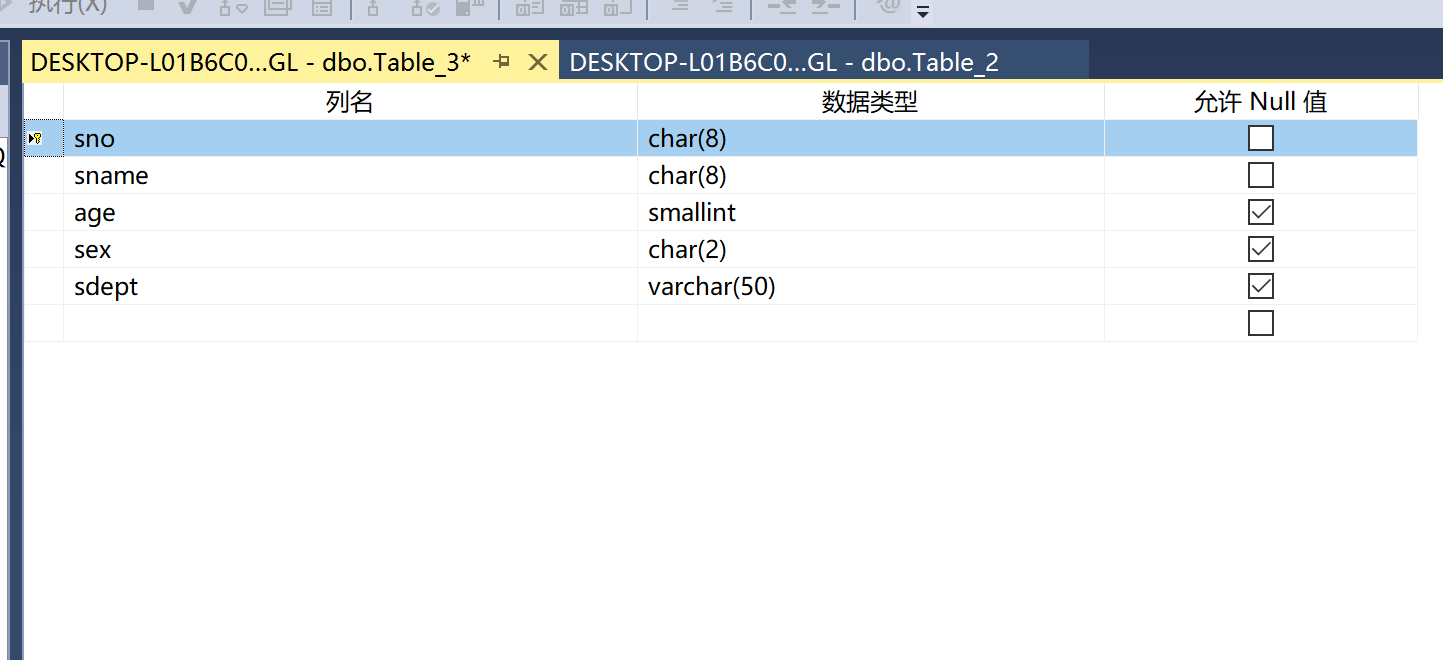 执行(X)
DESKTOP-L01B6C0...GL - dbo.Table_3* DESKTOP-L01B6C0...GL - dbo.Table_2
列名 数据类型 允许 Null 值
sno char(8)
sname char(8)
age smallint
sex char(2)
sdept varchar(50)